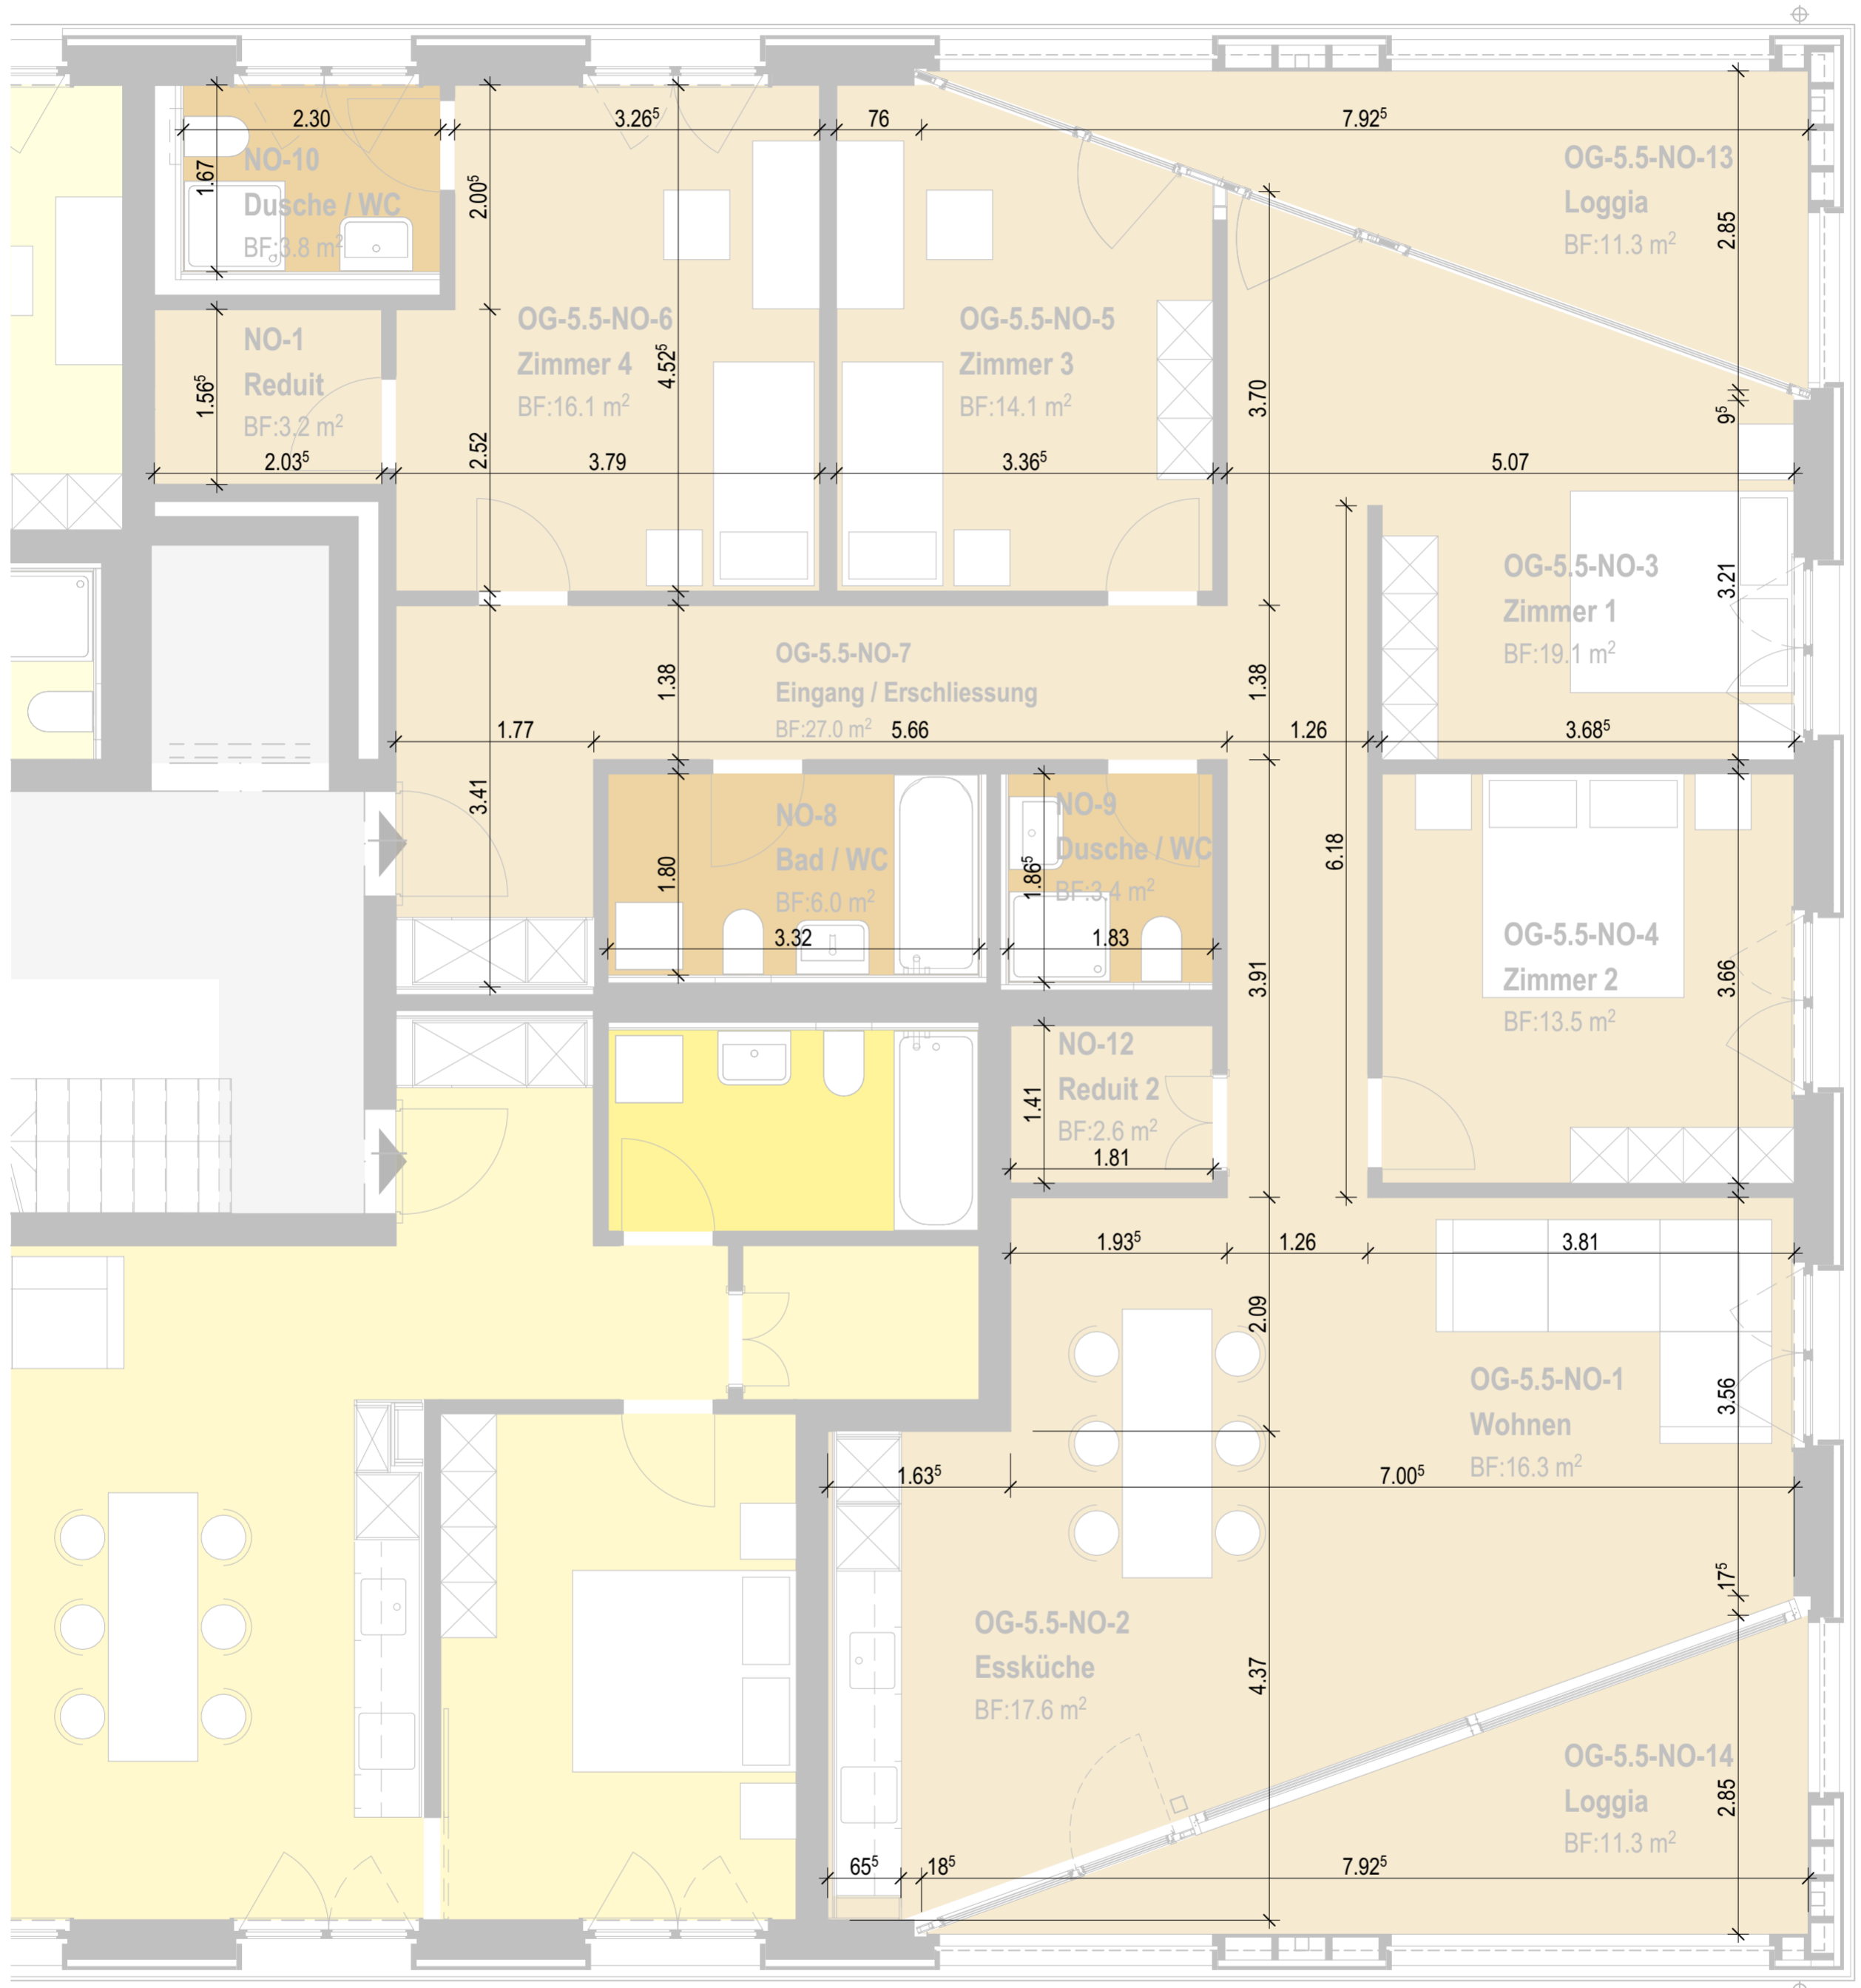 2.30
3.26⁵
76
7.92⁵
NO-10
Dusche / WC
BF:3.8 m²
1.67
2.00⁵
OG-5.5-NO-13
Loggia
BF:11.3 m²
2.85
NO-1
Reduit
BF:3.2 m²
1.56⁵
2.03⁵
OG-5.5-NO-6
Zimmer 4
BF:16.1 m²
4.52⁵
2.52
3.79
OG-5.5-NO-5
Zimmer 3
BF:14.1 m²
3.36⁵
3.70
9⁵
5.07
OG-5.5-NO-3
Zimmer 1
BF:19.1 m²
3.21
OG-5.5-NO-7
Eingang / Erschliessung
BF:27.0 m²
1.38
1.38
1.77
5.66
1.26
3.68⁵
3.41
NO-8
Bad / WC
BF:6.0 m²
1.80
3.32
NO-9
Dusche / WC
BF:3.4 m²
1.86⁵
1.83
6.18
3.91
OG-5.5-NO-4
Zimmer 2
BF:13.5 m²
3.66
NO-12
Reduit 2
BF:2.6 m²
1.41
1.81
1.93⁵
1.26
3.81
2.09
OG-5.5-NO-1
Wohnen
BF:16.3 m²
3.56
1.63⁵
7.00⁵
17⁵
OG-5.5-NO-2
Essküche
BF:17.6 m²
4.37
OG-5.5-NO-14
Loggia
BF:11.3 m²
2.85
65⁵
18⁵
7.92⁵